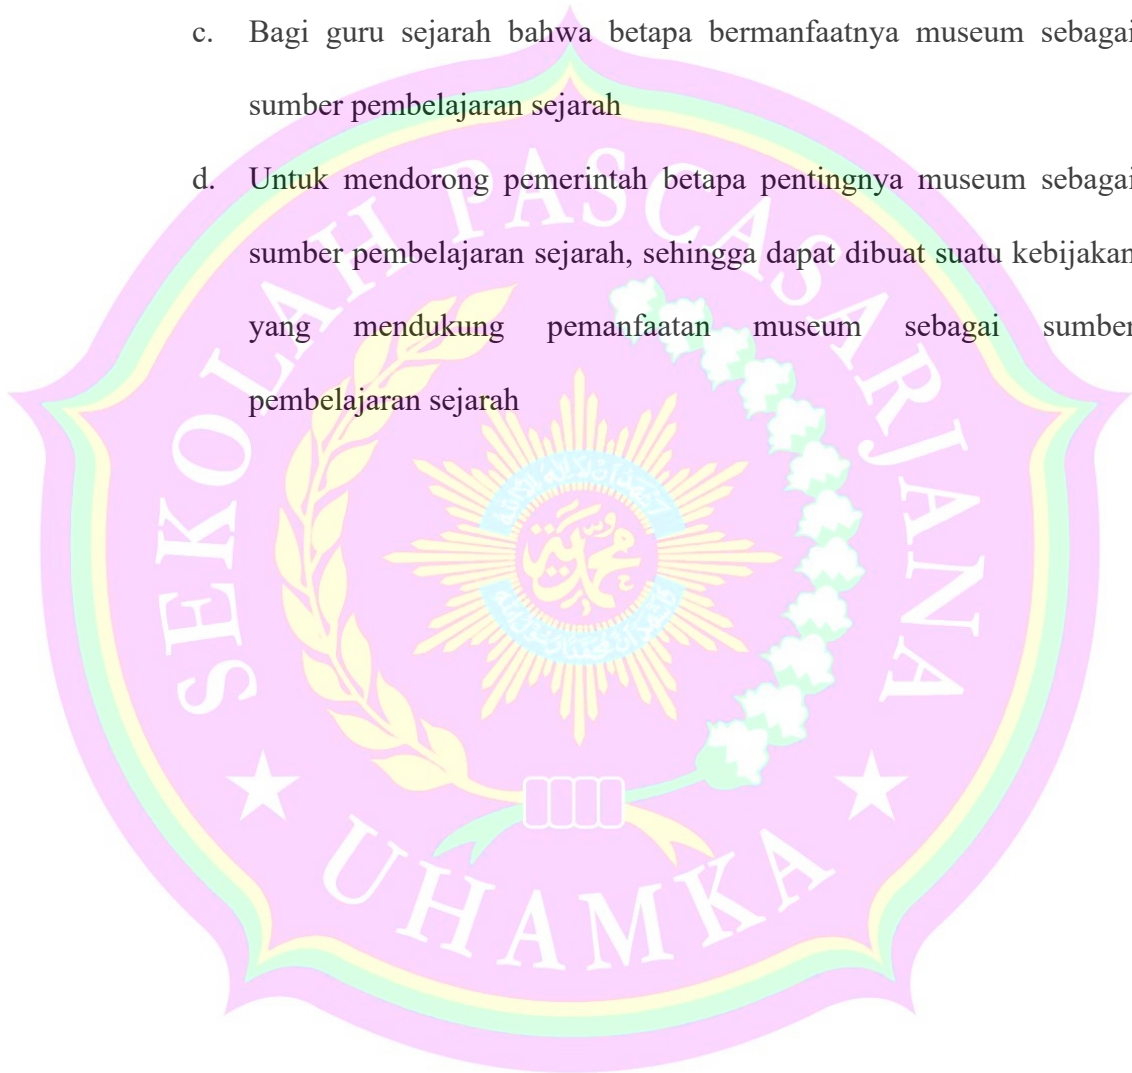 c. Bagi guru sejarah bahwa betapa bermanfaatnya museum sebagai
sumber pembelajaran sejarah
d. Untuk mendorong pemerintah betapa pentingnya museum sebagai
sumber pembelajaran sejarah, sehingga dapat dibuat suatu kebijakan
yang mendukung pemanfaatan museum sebagai sumber
pembelajaran sejarah
SEKOLAH PASCASARJANA
محمدية
UHAMKA